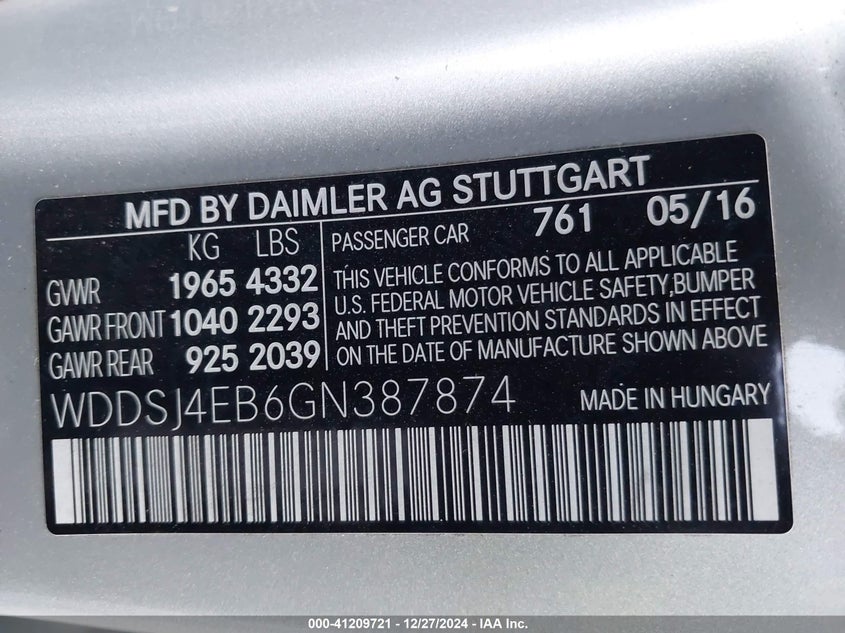 MFD BY DAIMLER AG STUTTGART
KG LBS
GVWR 1965 4332
GAWR FRONT 1040 2293
GAWR REAR 925 2039
PASSENGER CAR 761 05/16
THIS VEHICLE CONFORMS TO ALL APPLICABLE
U.S. FEDERAL MOTOR VEHICLE SAFETY,BUMPER
AND THEFT PREVENTION STANDARDS IN EFFECT
ON THE DATE OF MANUFACTURE SHOWN ABOVE
WDDSJ4EB6GN387874 MADE IN HUNGARY
000-41209721 - 12/27/2024 - IAA Inc.